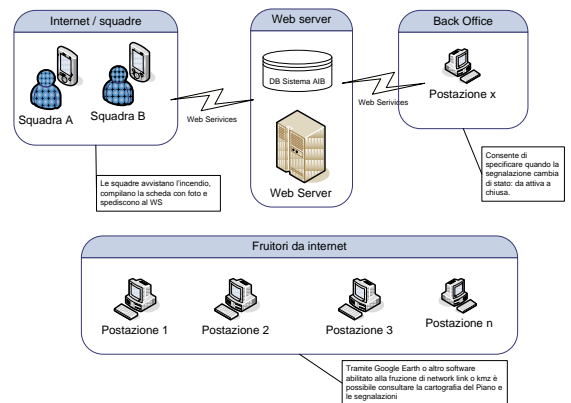 Internet / squadre
Web server
Back Office
DB Sistema AIB
Postazione x
Squadra A
Squadra B
Web Serivices
Web Serivices
Web Server
Le squadre avvistano l'incendio,
compilano la scheda con foto e
spediscono al WS
Consente di
specificare quando la
segnalazione cambia
di stato: da attiva a
chiusa.
Fruitori da internet
Postazione 1
Postazione 2
Postazione 3
Postazione n
Tramite Google Earth o altro software
abilitato alla fruzione di network link o kmz è
possibile consultare la cartografia del Piano e
le segnalazioni